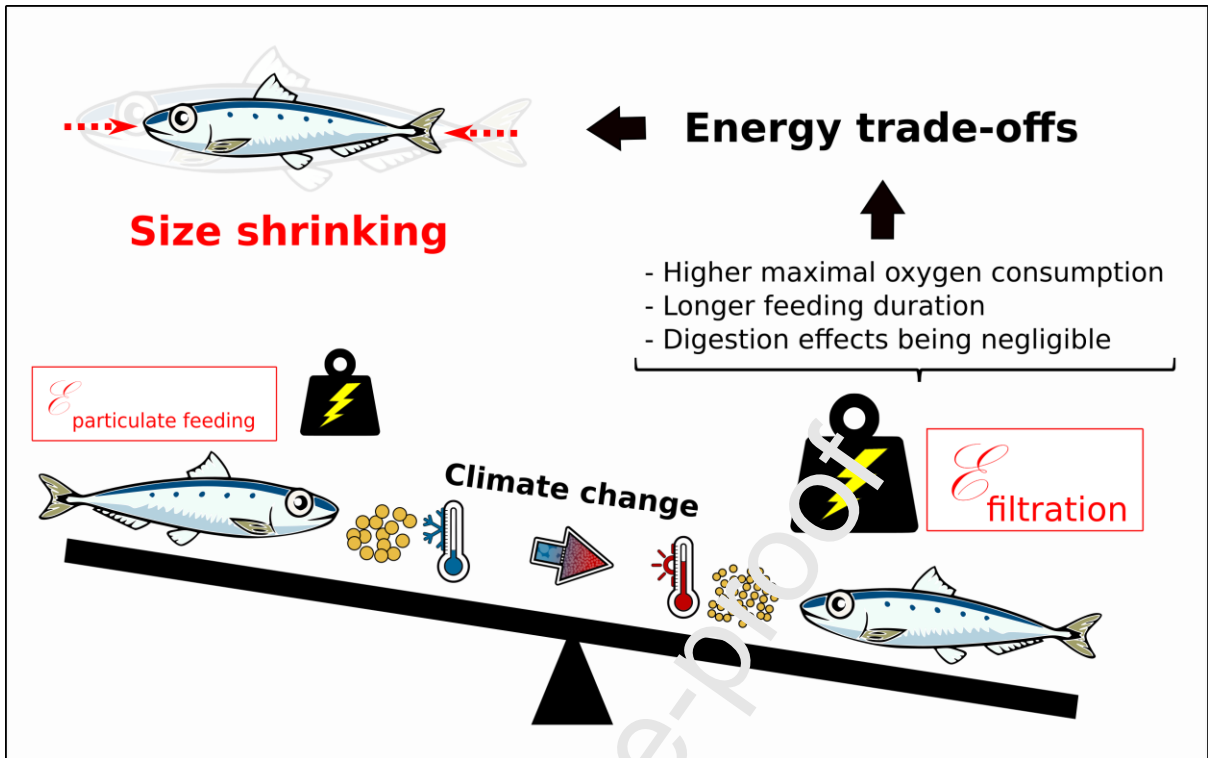 Energy trade-offs
Size shrinking
- Higher maximal oxygen consumption
- Longer feeding duration
- Digestion effects being negligible
ℰ particulate feeding
Climate change
ℰ filtration
e-proof